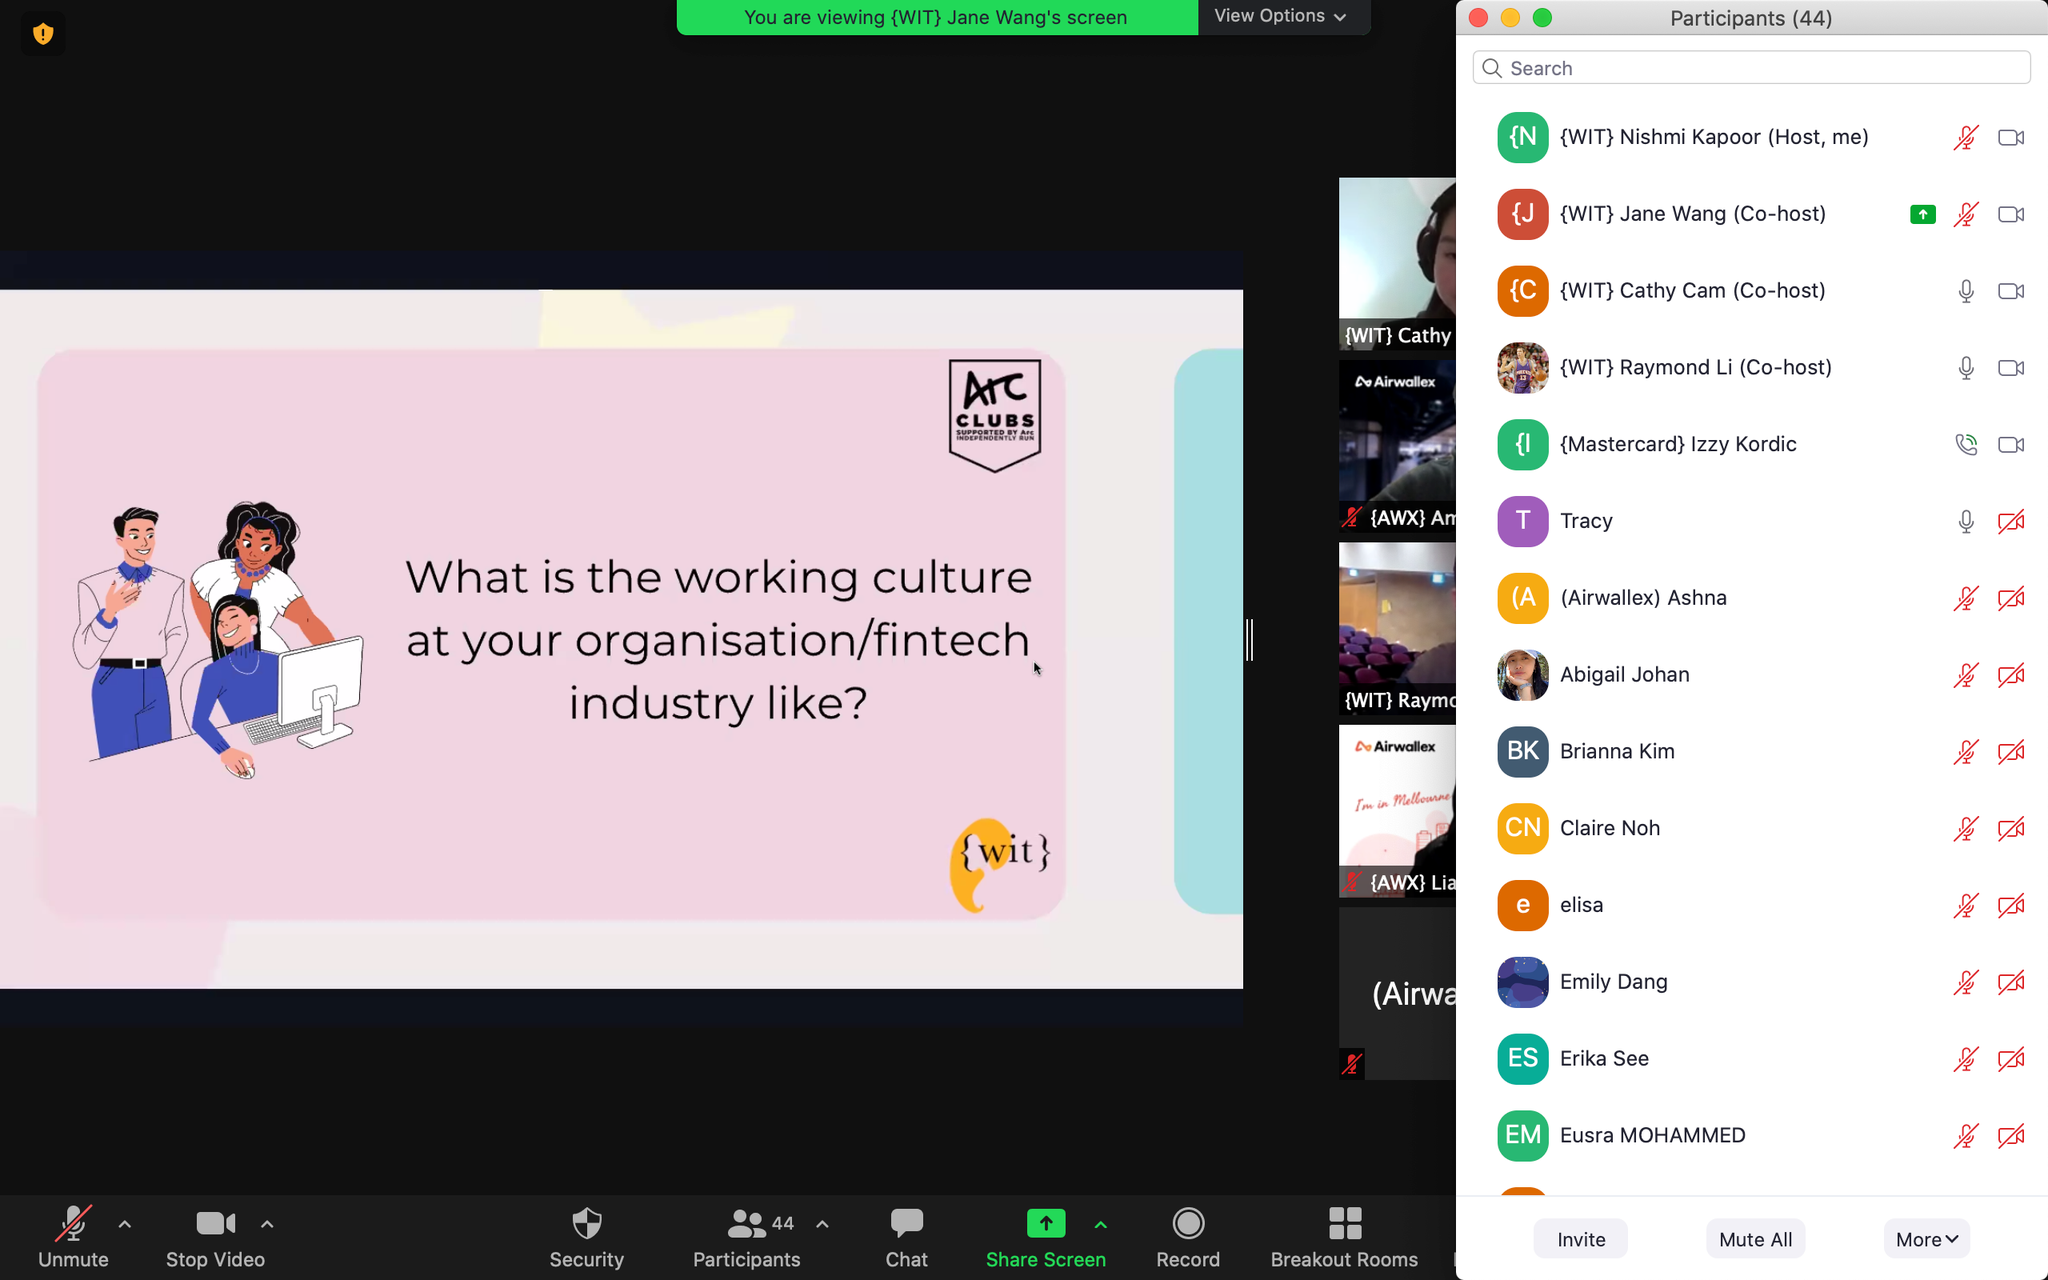 You are viewing {WIT} Jane Wang's screen
View Options
Participants (44)
Search
{N
{WIT} Nishmi Kapoor (Host, me)
{J
{WIT} Jane Wang (Co-host)
{C
{WIT} Cathy Cam (Co-host)
{WIT} Raymond Li (Co-host)
{I
{Mastercard} Izzy Kordic
T
Tracy
(A
(Airwallex) Ashna
Abigail Johan
BK
Brianna Kim
CN
Claire Noh
e
elisa
Emily Dang
ES
Erika See
EM
Eusra MOHAMMED
Invite
Mute All
More
Arc
CLUBS
SUPPORTED BY Arc
INDEPENDENTLY RUN
What is the working culture
at your organisation/fintech
industry like?
{wit}
{WIT} Cathy
Airwallex
{AWX} Am
{WIT} Raymo
Airwallex
I'm in Melbourne
{AWX} Lia
(Airwa
Unmute
Stop Video
Security
44
Participants
Chat
Share Screen
Record
Breakout Rooms